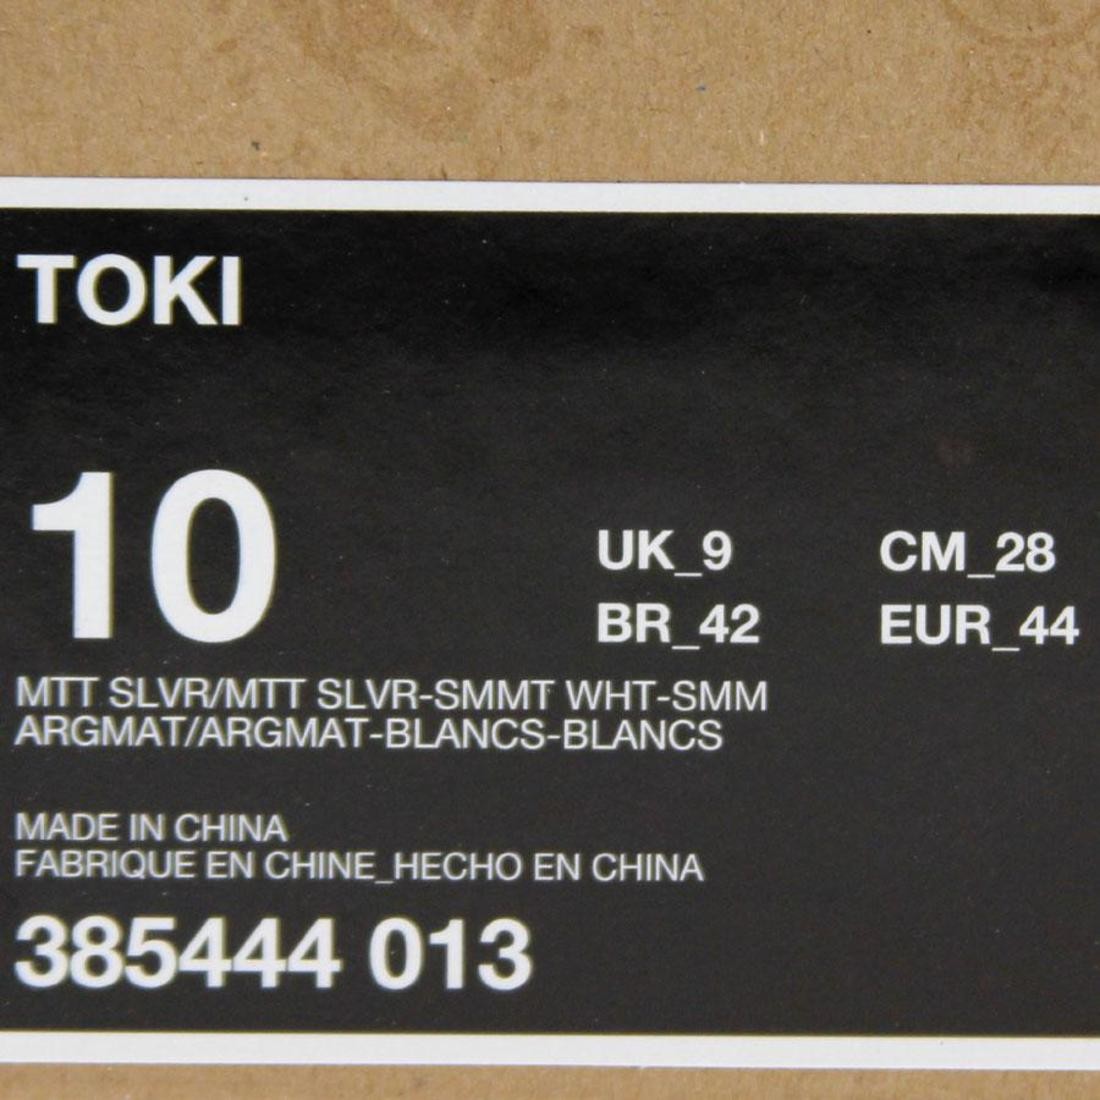 TOKI
10
UK_9 CM_28
BR_42 EUR_44
MTT SLVR/MTT SLVR-SMMT WHT-SMM
ARGMAT/ARGMAT-BLANCS-BLANCS
MADE IN CHINA
FABRIQUE EN CHINE_HECHO EN CHINA
385444 013